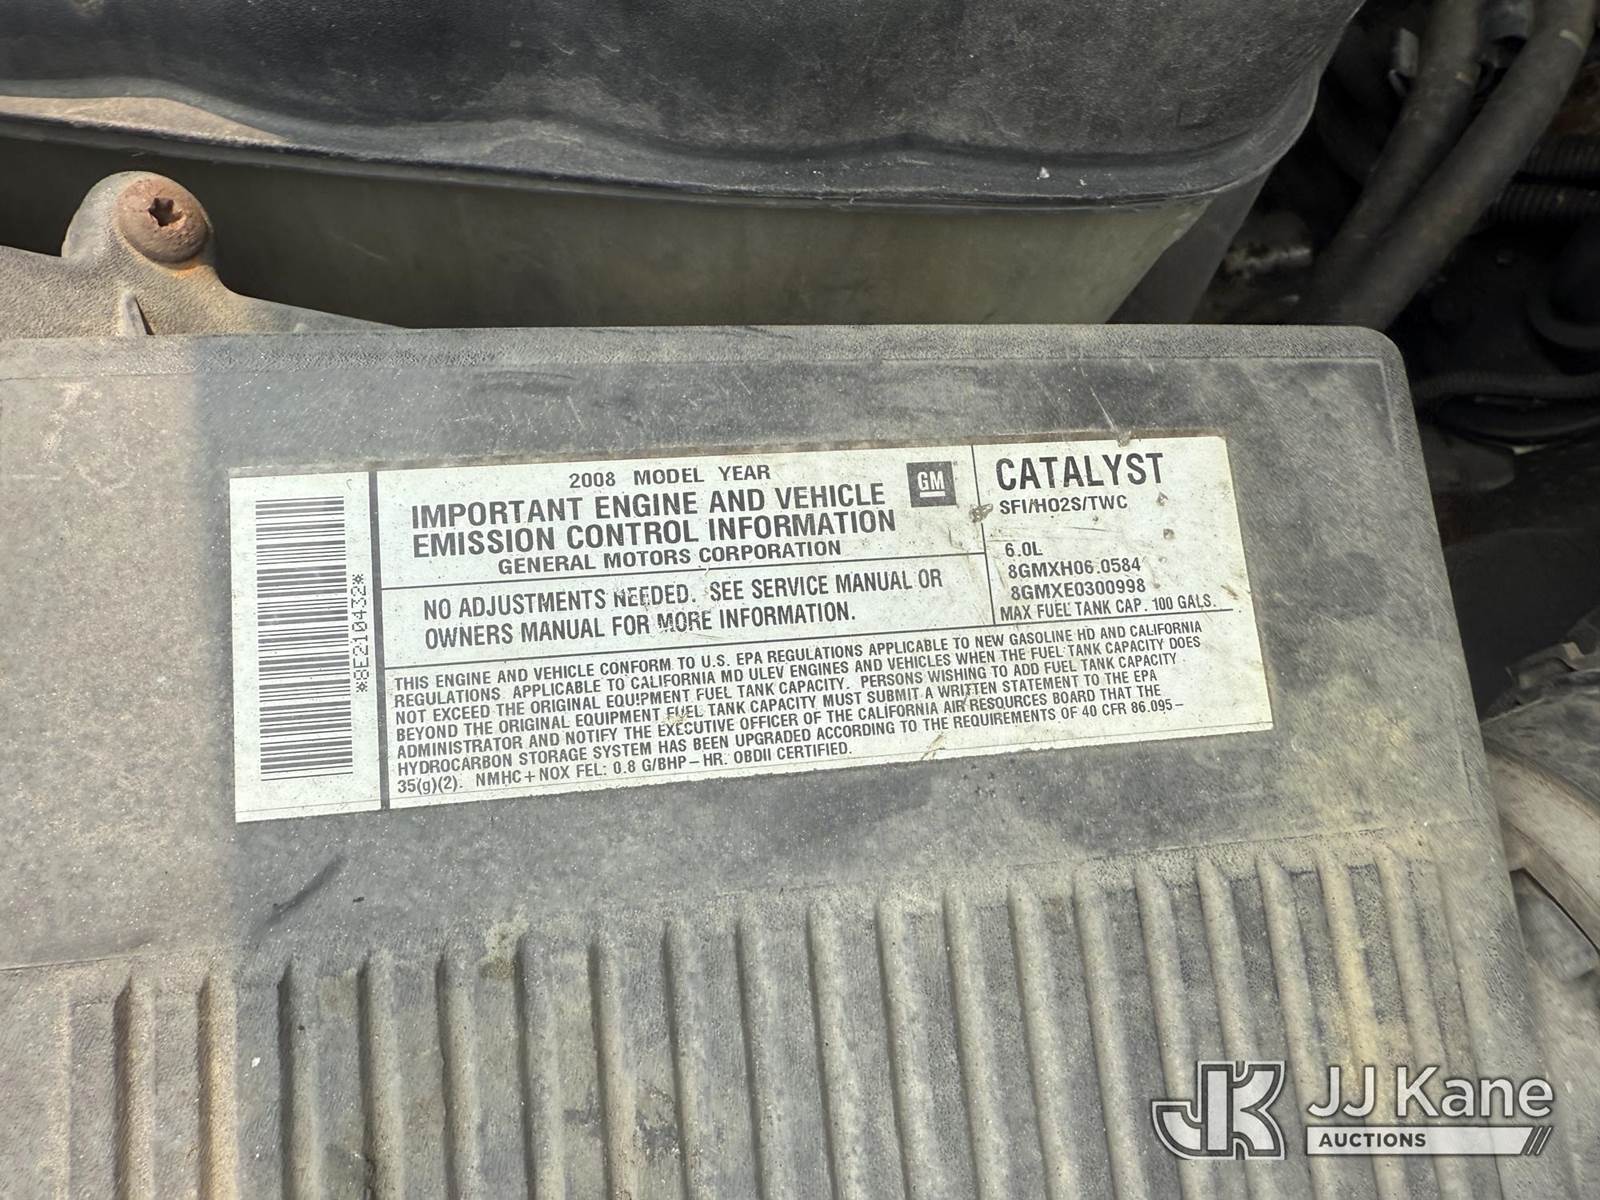 *8E210432*
2008 MODEL YEAR
IMPORTANT ENGINE AND VEHICLE
EMISSION CONTROL INFORMATION
GENERAL MOTORS CORPORATION
GM
CATALYST
SFI/HO2S/TWC
6.0L
8GMXH06.0584
8GMXE0300998
MAX FUEL TANK CAP. 100 GALS.
NO ADJUSTMENTS NEEDED. SEE SERVICE MANUAL OR
OWNERS MANUAL FOR MORE INFORMATION.
THIS ENGINE AND VEHICLE CONFORM TO U.S. EPA REGULATIONS APPLICABLE TO NEW GASOLINE HD AND CALIFORNIA
REGULATIONS APPLICABLE TO CALIFORNIA MD ULEV ENGINES AND VEHICLES WHEN THE FUEL TANK CAPACITY DOES
NOT EXCEED THE ORIGINAL EQUIPMENT FUEL TANK CAPACITY. PERSONS WISHING TO ADD FUEL TANK CAPACITY
BEYOND THE ORIGINAL EQUIPMENT FUEL TANK CAPACITY MUST SUBMIT A WRITTEN STATEMENT TO THE EPA
ADMINISTRATOR AND NOTIFY THE EXECUTIVE OFFICER OF THE CALIFORNIA AIR RESOURCES BOARD THAT THE
HYDROCARBON STORAGE SYSTEM HAS BEEN UPGRADED ACCORDING TO THE REQUIREMENTS OF 40 CFR 86.095-
35(g)(2). NMHC+NOX FEL: 0.8 G/BHP-HR. OBDII CERTIFIED.
JK
JJ Kane
AUCTIONS